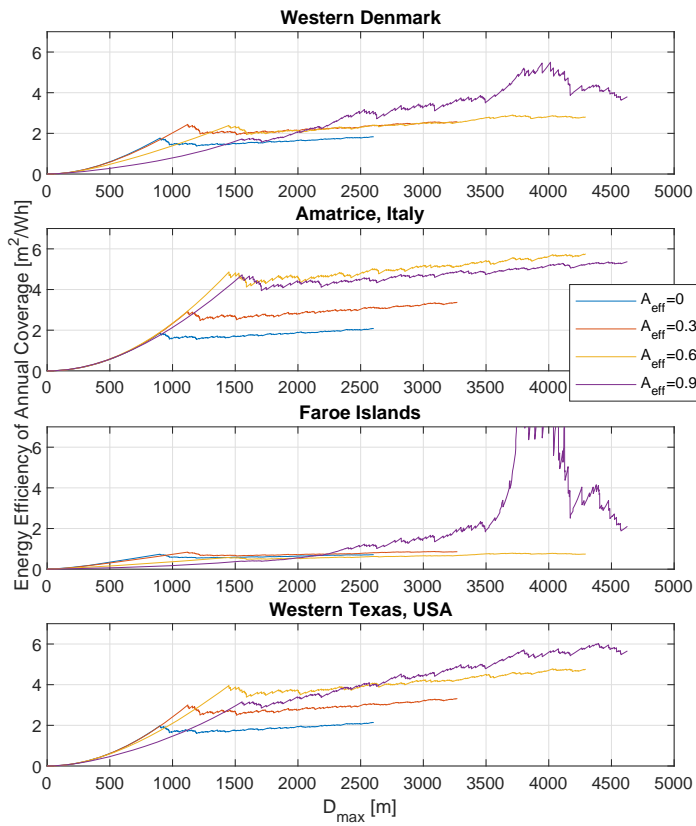 Western Denmark
6
4
2
0
0 500 1000 1500 2000 2500 3000 3500 4000 4500 5000
Amatrice, Italy
6
4
2
0
0 500 1000 1500 2000 2500 3000 3500 4000 4500 5000
A_eff=0
A_eff=0.3
A_eff=0.6
A_eff=0.9
Faroe Islands
6
4
2
0
0 500 1000 1500 2000 2500 3000 3500 4000 4500 5000
Western Texas, USA
6
4
2
0
0 500 1000 1500 2000 2500 3000 3500 4000 4500 5000
D_max [m]
Energy Efficiency of Annual Coverage [m²/Wh]